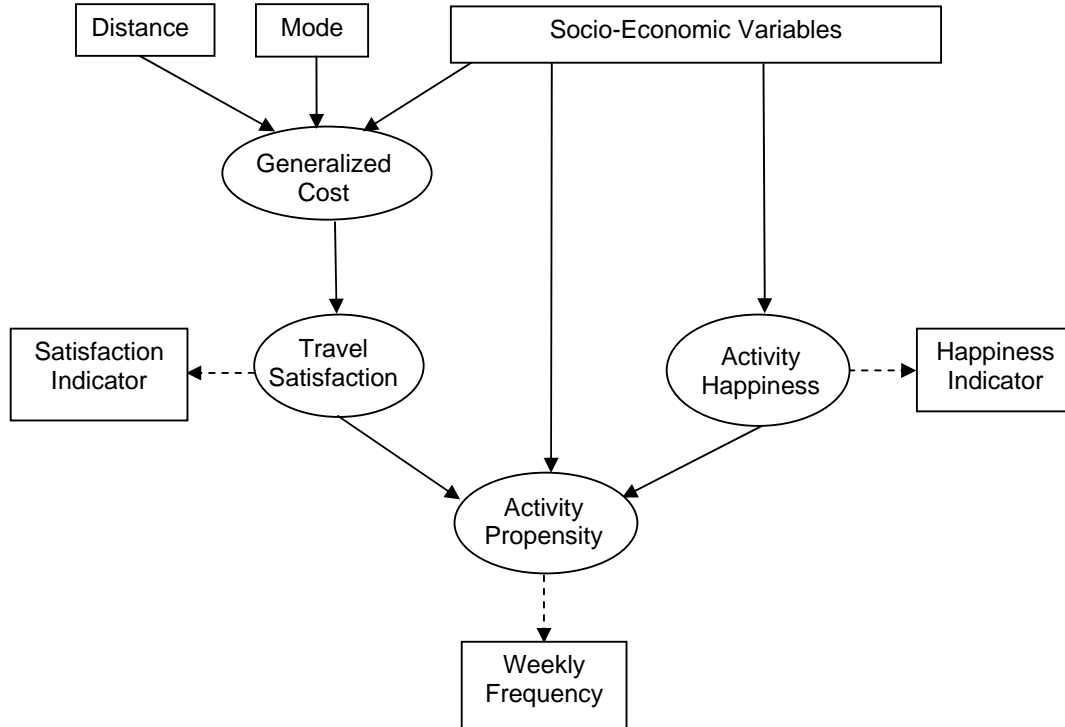 Distance
Mode
Socio-Economic Variables
Generalized
Cost
Satisfaction
Indicator
Travel
Satisfaction
Activity
Happiness
Happiness
Indicator
Activity
Propensity
Weekly
Frequency